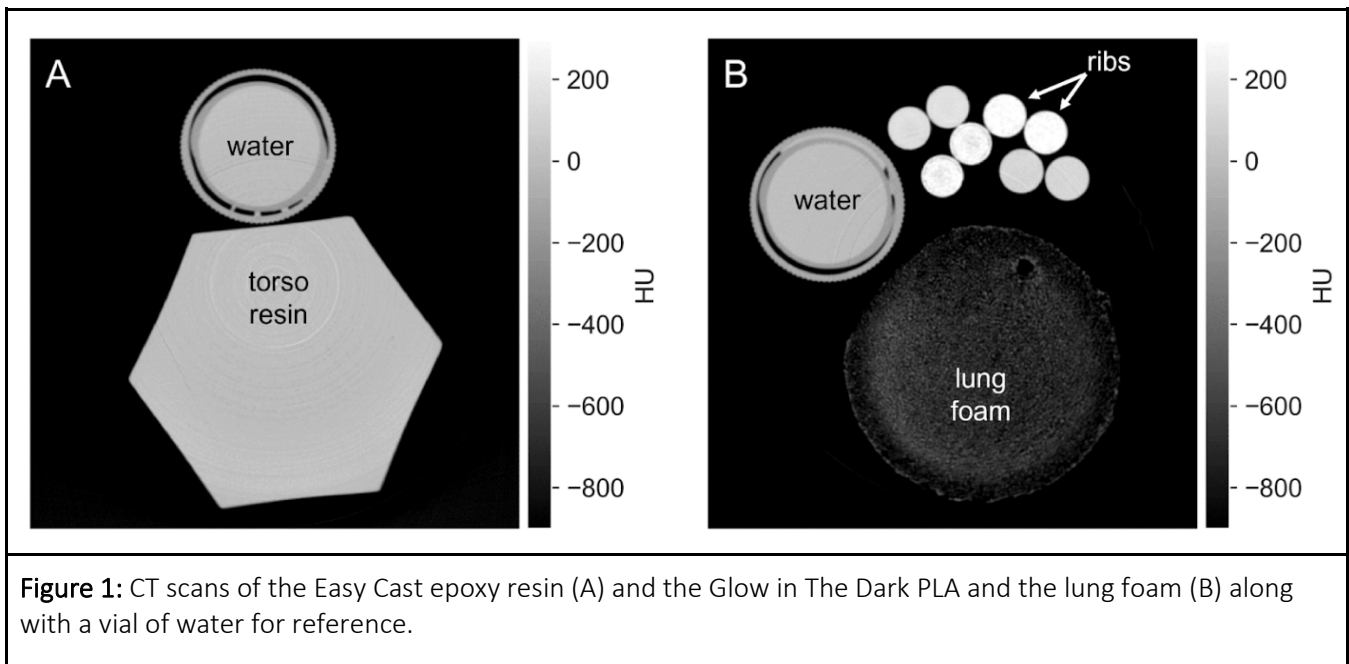 A
water
torso
resin
200
0
−200
−400
−600
−800
HU
B
ribs
water
lung
foam
200
0
−200
−400
−600
−800
HU
Figure 1: CT scans of the Easy Cast epoxy resin (A) and the Glow in The Dark PLA and the lung foam (B) along
with a vial of water for reference.